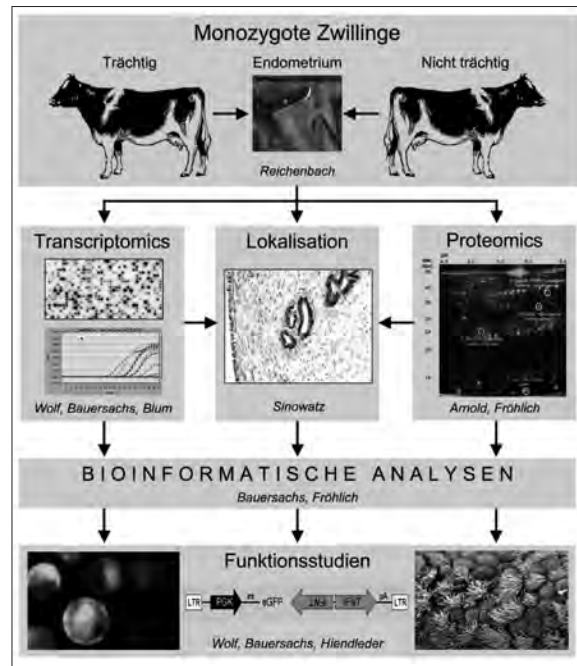 Monozygote Zwillinge
Trächtig Endometrium Nicht trächtig
Reichenbach
Transcriptomics
Wolf, Bauersachs, Blum
Lokalisation
Sinowatz
Proteomics
Arnold, Fröhlich
BIOINFORMATISCHE ANALYSEN
Bauersachs, Fröhlich
Funktionsstudien
LTR PGK eGFP pA LTR
Wolf, Bauersachs, Hiendleder